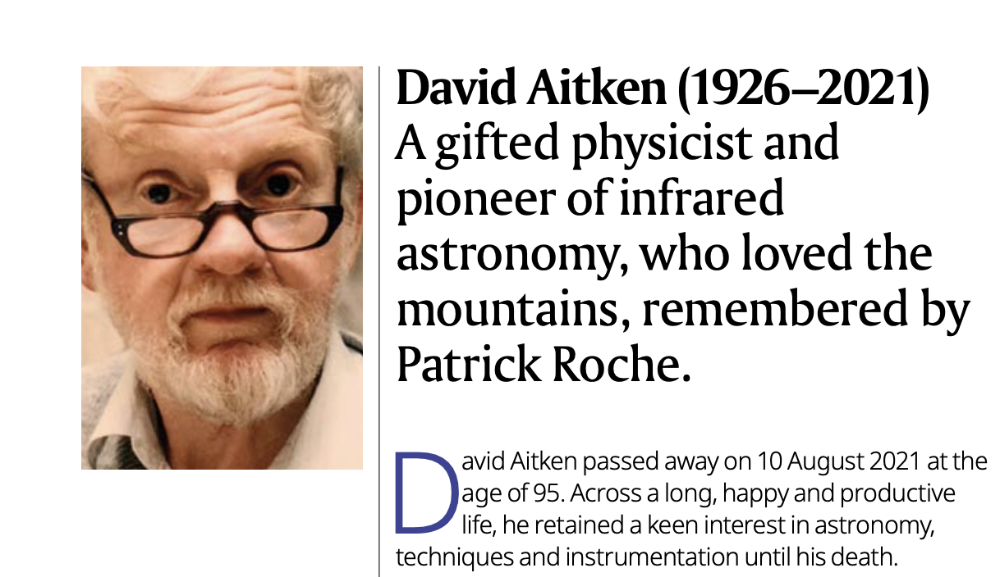 David Aitken (1926–2021)
A gifted physicist and
pioneer of infrared
astronomy, who loved the
mountains, remembered by
Patrick Roche.
David Aitken passed away on 10 August 2021 at the
age of 95. Across a long, happy and productive
life, he retained a keen interest in astronomy,
techniques and instrumentation until his death.